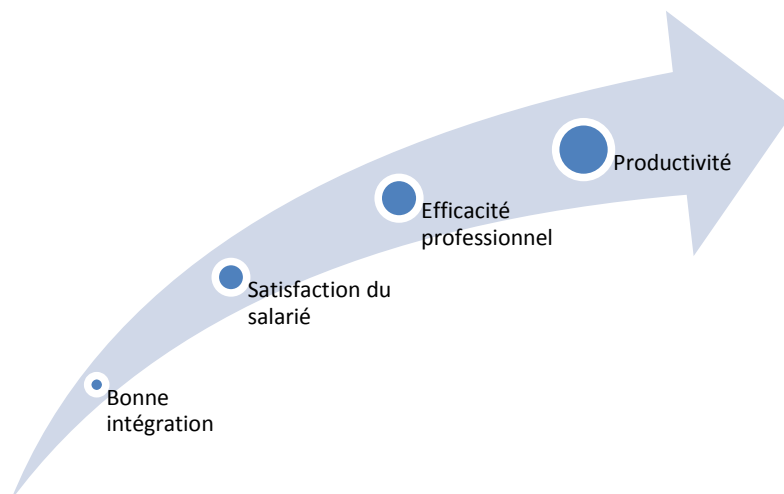 Productivité
Efficacité
professionnel
Satisfaction du
salarié
Bonne
intégration